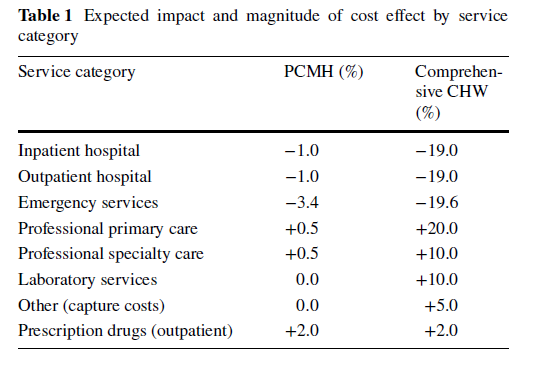 Table 1 Expected impact and magnitude of cost effect by service
category
Service category PCMH (%) Comprehen-
sive CHW
(%)
Inpatient hospital −1.0 −19.0
Outpatient hospital −1.0 −19.0
Emergency services −3.4 −19.6
Professional primary care +0.5 +20.0
Professional specialty care +0.5 +10.0
Laboratory services 0.0 +10.0
Other (capture costs) 0.0 +5.0
Prescription drugs (outpatient) +2.0 +2.0